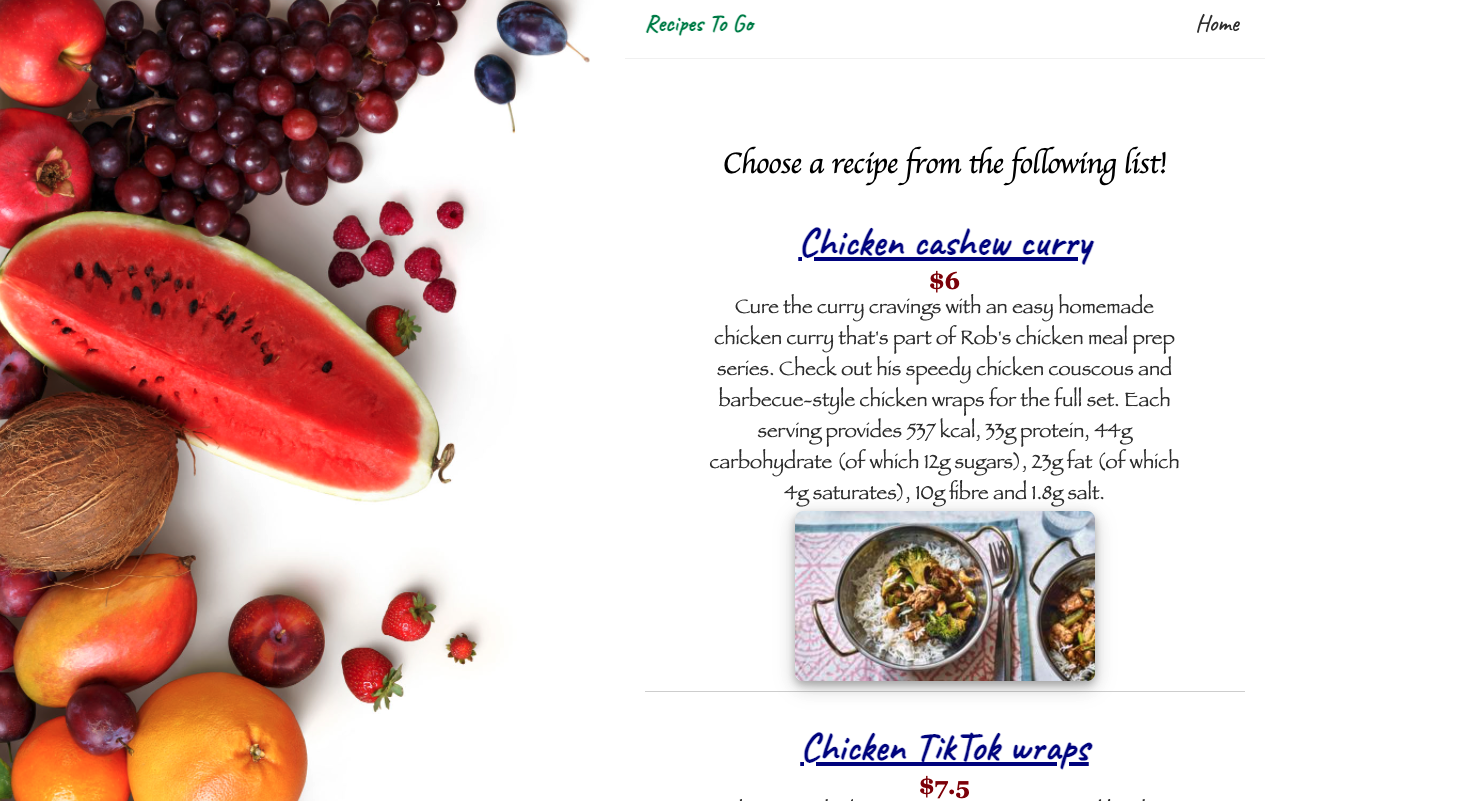 Recipes To Go
Home
Choose a recipe from the following list!
Chicken cashew curry
$6
Cure the curry cravings with an easy homemade
chicken curry that's part of Rob's chicken meal prep
series. Check out his speedy chicken couscous and
barbecue-style chicken wraps for the full set. Each
serving provides 537 kcal, 33g protein, 44g
carbohydrate (of which 12g sugars), 23g fat (of which
4g saturates), 10g fibre and 1.8g salt.
Chicken TikTok wraps
$7.5